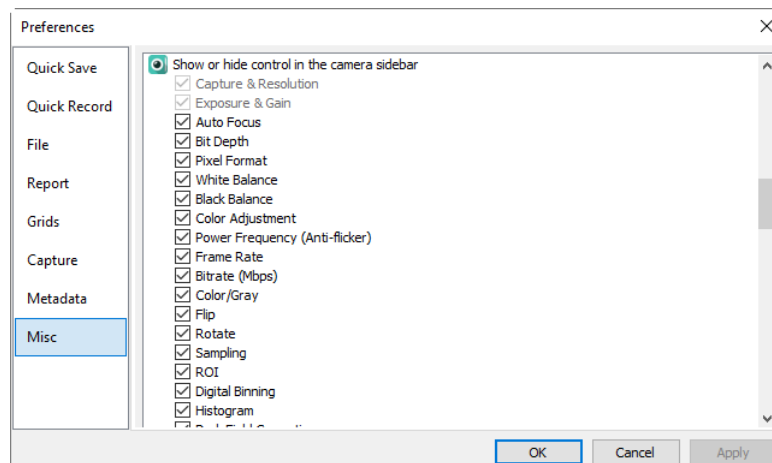 Preferences
Quick Save
Quick Record
File
Report
Grids
Capture
Metadata
Misc
Show or hide control in the camera sidebar
Capture & Resolution
Exposure & Gain
Auto Focus
Bit Depth
Pixel Format
White Balance
Black Balance
Color Adjustment
Power Frequency (Anti-flicker)
Frame Rate
Bitrate (Mbps)
Color/Gray
Flip
Rotate
Sampling
ROI
Digital Binning
Histogram
OK
Cancel
Apply